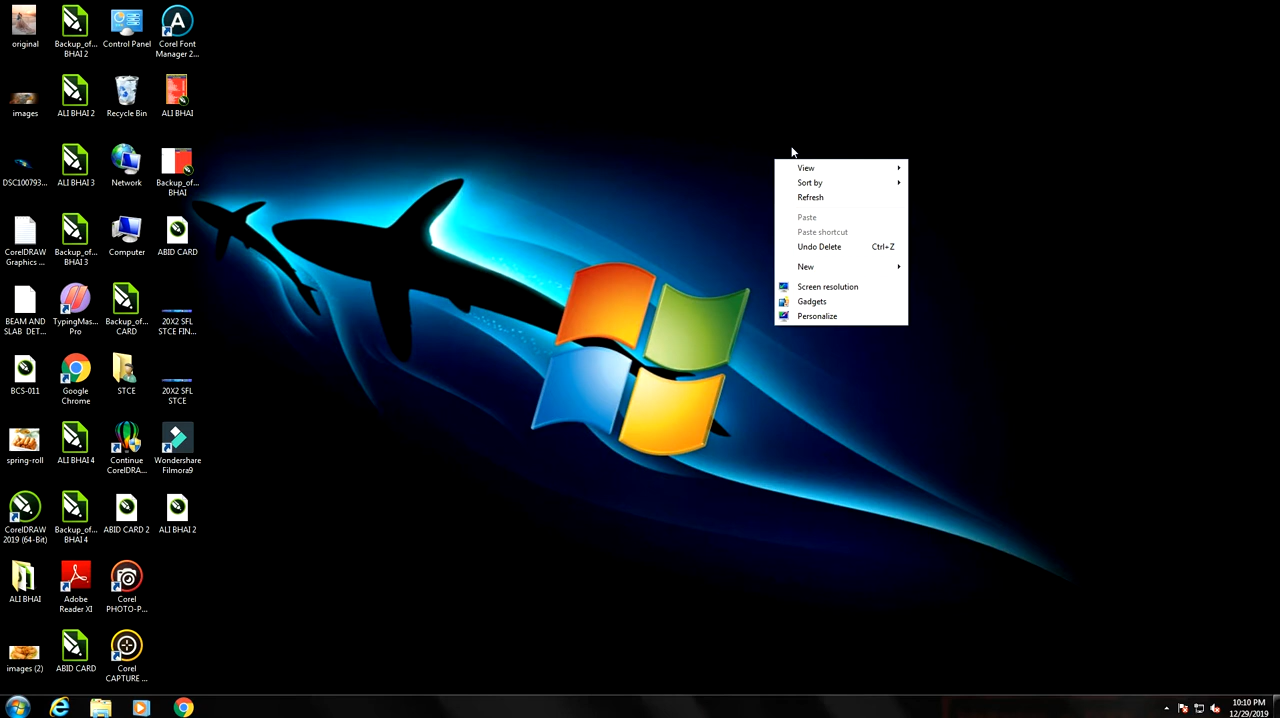 original
Backup_of...
BHAI 2
Control Panel
Corel Font
Manager 2...
images
ALI BHAI 2
Recycle Bin
ALI BHAI
DSC100793...
ALI BHAI 3
Network
Backup_of...
BHAI
CorelDRAW
Graphics ...
Backup_of...
BHAI 3
Computer
ABID CARD
BEAM AND
SLAB DET...
TypingMas...
Pro
Backup_of...
CARD
20X2 SFL
STCE FIN...
BCS-011
Google
Chrome
STCE
20X2 SFL
STCE
spring-roll
ALI BHAI 4
Continue
CorelDRA...
Wondershare
Filmora9
CorelDRAW
2019 (64-Bit)
Backup_of...
BHAI 4
ABID CARD 2
ALI BHAI 2
ALI BHAI
Adobe
Reader XI
Corel
PHOTO-P...
images (2)
ABID CARD
Corel
CAPTURE ...
View
Sort by
Refresh
Paste
Paste shortcut
Undo Delete Ctrl+Z
New
Screen resolution
Gadgets
Personalize
10:10 PM
12/29/2019